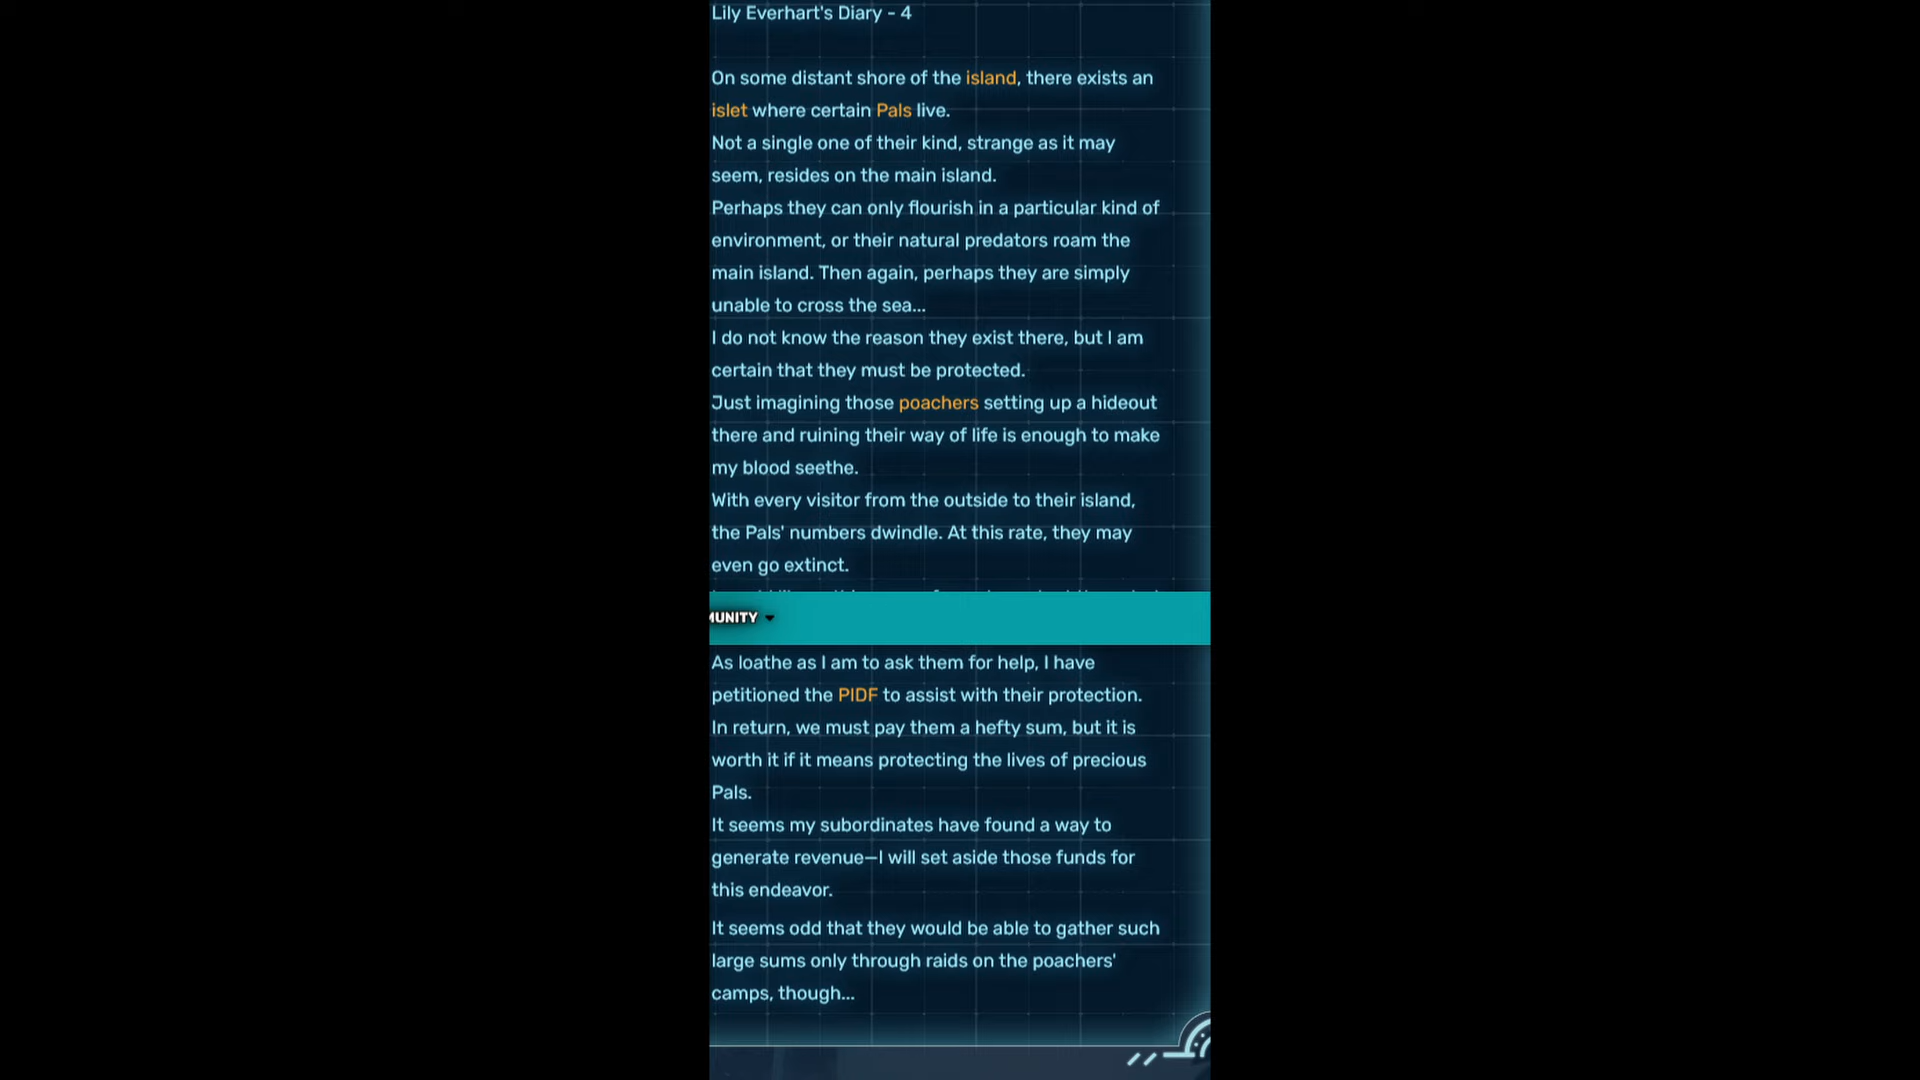 Lily Everhart's Diary - 4
On some distant shore of the island, there exists an
islet where certain Pals live.
Not a single one of their kind, strange as it may
seem, resides on the main island.
Perhaps they can only flourish in a particular kind of
environment, or their natural predators roam the
main island. Then again, perhaps they are simply
unable to cross the sea...
I do not know the reason they exist there, but I am
certain that they must be protected.
Just imagining those poachers setting up a hideout
there and ruining their way of life is enough to make
my blood seethe.
With every visitor from the outside to their island,
the Pals' numbers dwindle. At this rate, they may
even go extinct.
MUNITY
As loathe as I am to ask them for help, I have
petitioned the PIDF to assist with their protection.
In return, we must pay them a hefty sum, but it is
worth it if it means protecting the lives of precious
Pals.
It seems my subordinates have found a way to
generate revenue—I will set aside those funds for
this endeavor.
It seems odd that they would be able to gather such
large sums only through raids on the poachers'
camps, though...